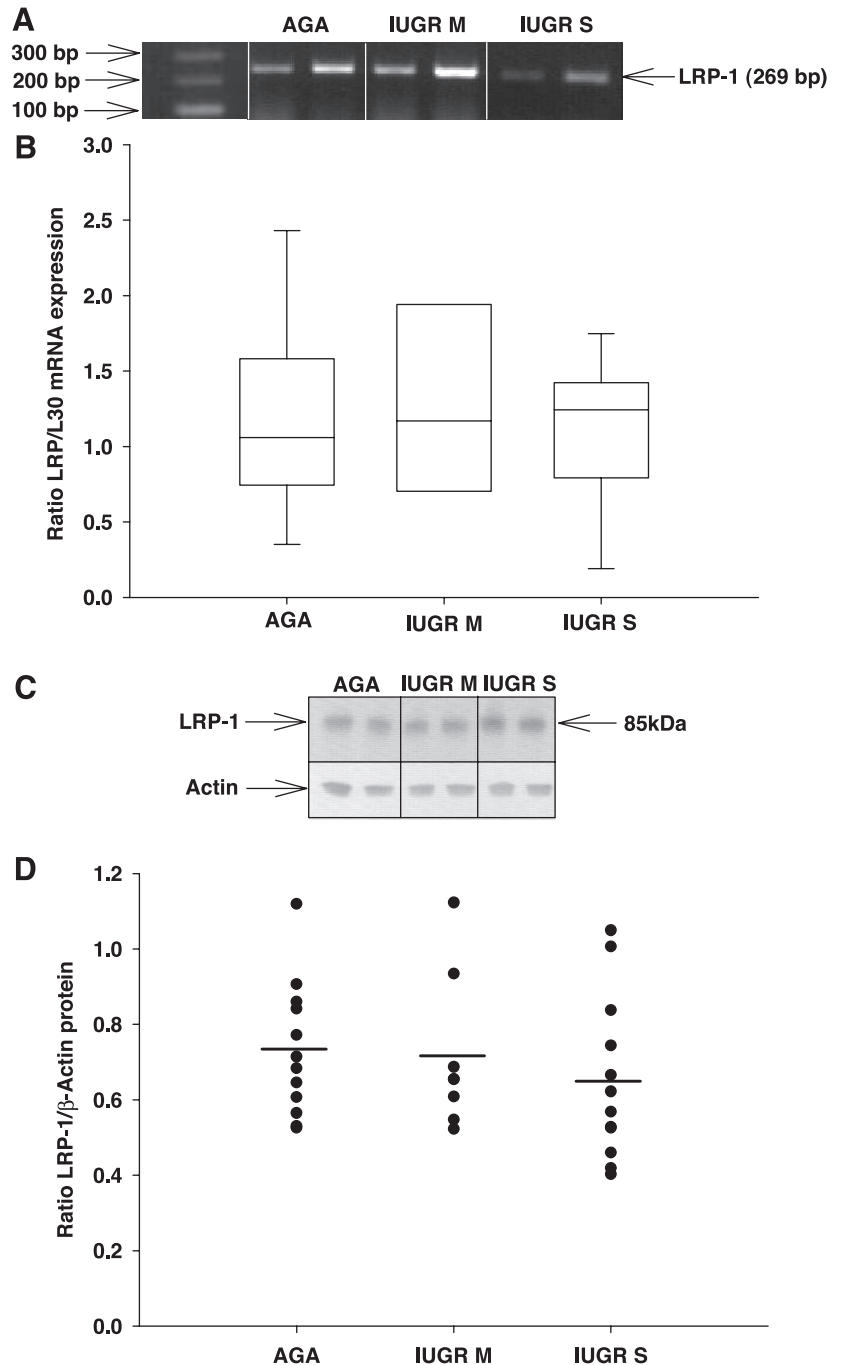 A
AGA IUGR M IUGR S
300 bp
200 bp
100 bp
LRP-1 (269 bp)
B
Ratio LRP/L30 mRNA expression
3.0
2.5
2.0
1.5
1.0
0.5
0.0
AGA IUGR M IUGR S
C
AGA IUGR M IUGR S
LRP-1
85kDa
Actin
D
Ratio LRP-1/β-Actin protein
1.2
1.0
0.8
0.6
0.4
0.2
0.0
AGA IUGR M IUGR S